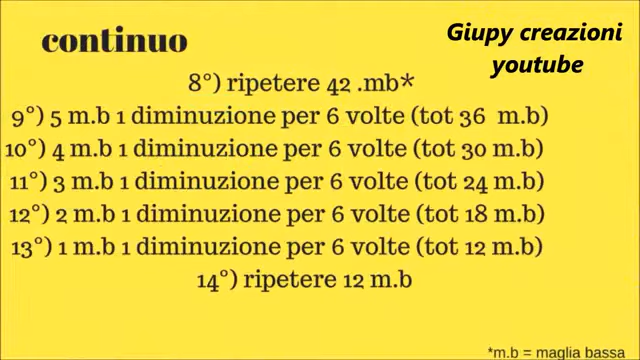 continuo
Giupy creazioni
youtube
8°) ripetere 42 .mb*
9°) 5 m.b 1 diminuzione per 6 volte (tot 36 m.b)
10°) 4 m.b 1 diminuzione per 6 volte (tot 30 m.b)
11°) 3 m.b 1 diminuzione per 6 volte (tot 24 m.b)
12°) 2 m.b 1 diminuzione per 6 volte (tot 18 m.b)
13°) 1 m.b 1 diminuzione per 6 volte (tot 12 m.b)
14°) ripetere 12 m.b
*m.b = maglia bassa